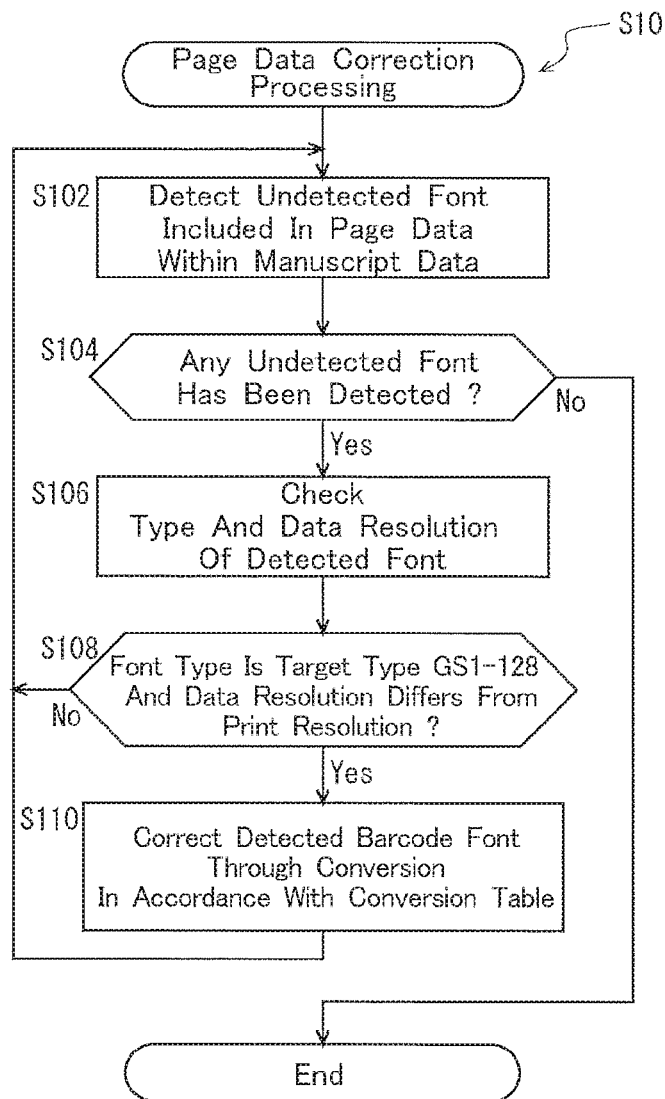 S10
Page Data Correction
Processing
S102
Detect Undetected Font
Included In Page Data
Within Manuscript Data
S104
Any Undetected Font
Has Been Detected ?
No
Yes
S106
Check
Type And Data Resolution
Of Detected Font
S108
Font Type Is Target Type GS1-128
And Data Resolution Differs From
Print Resolution ?
No
Yes
S110
Correct Detected Barcode Font
Through Conversion
In Accordance With Conversion Table
End